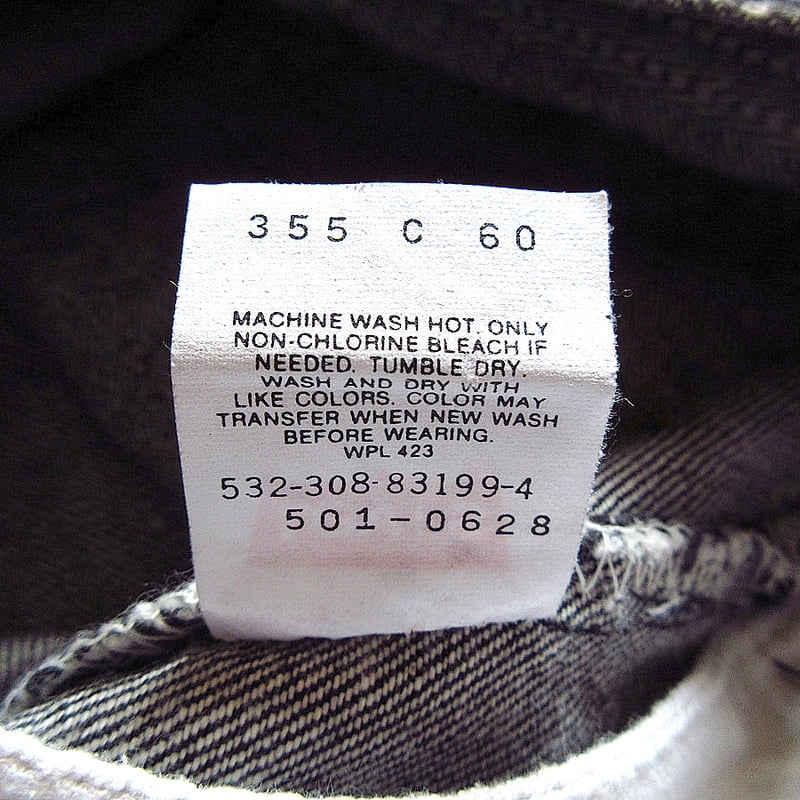 355 C 60
MACHINE WASH HOT. ONLY
NON-CHLORINE BLEACH IF
NEEDED. TUMBLE DRY.
WASH AND DRY WITH
LIKE COLORS. COLOR MAY
TRANSFER WHEN NEW WASH
BEFORE WEARING.
WPL 423
532-308-83199-4
501-0628